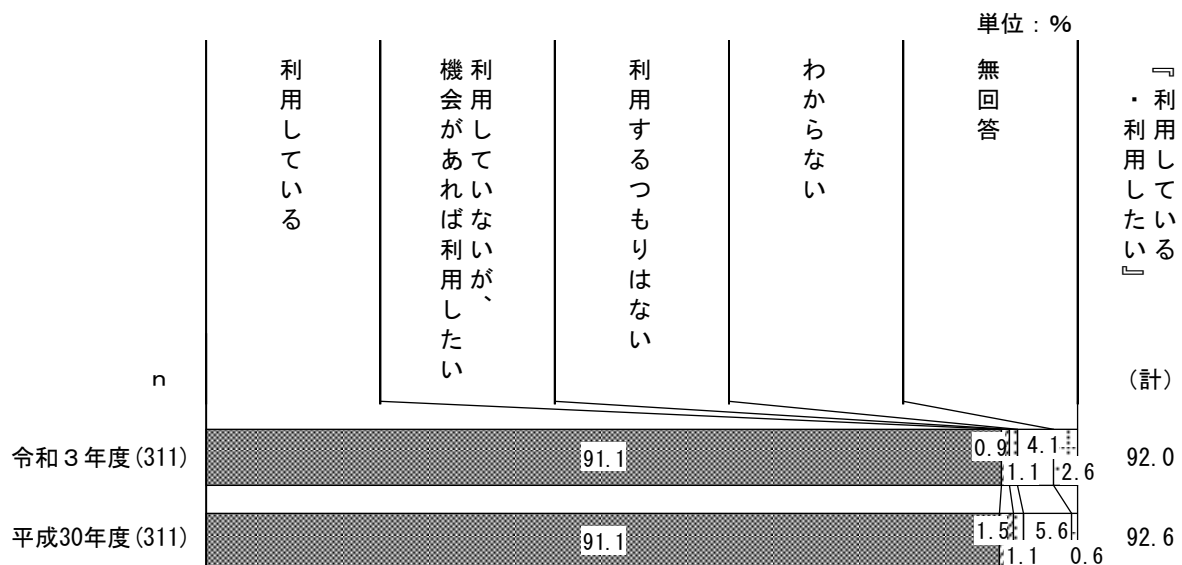 単位：％
利用している
利用していないが、
機会があれば利用したい
利用するつもりはない
わからない
無回答
『利用している
・利用したい』
ｎ
（計）
令和３年度(311)
91.1
0.9
1.1
4.1
2.6
92.0
平成30年度(311)
91.1
1.5
1.1
5.6
0.6
92.6